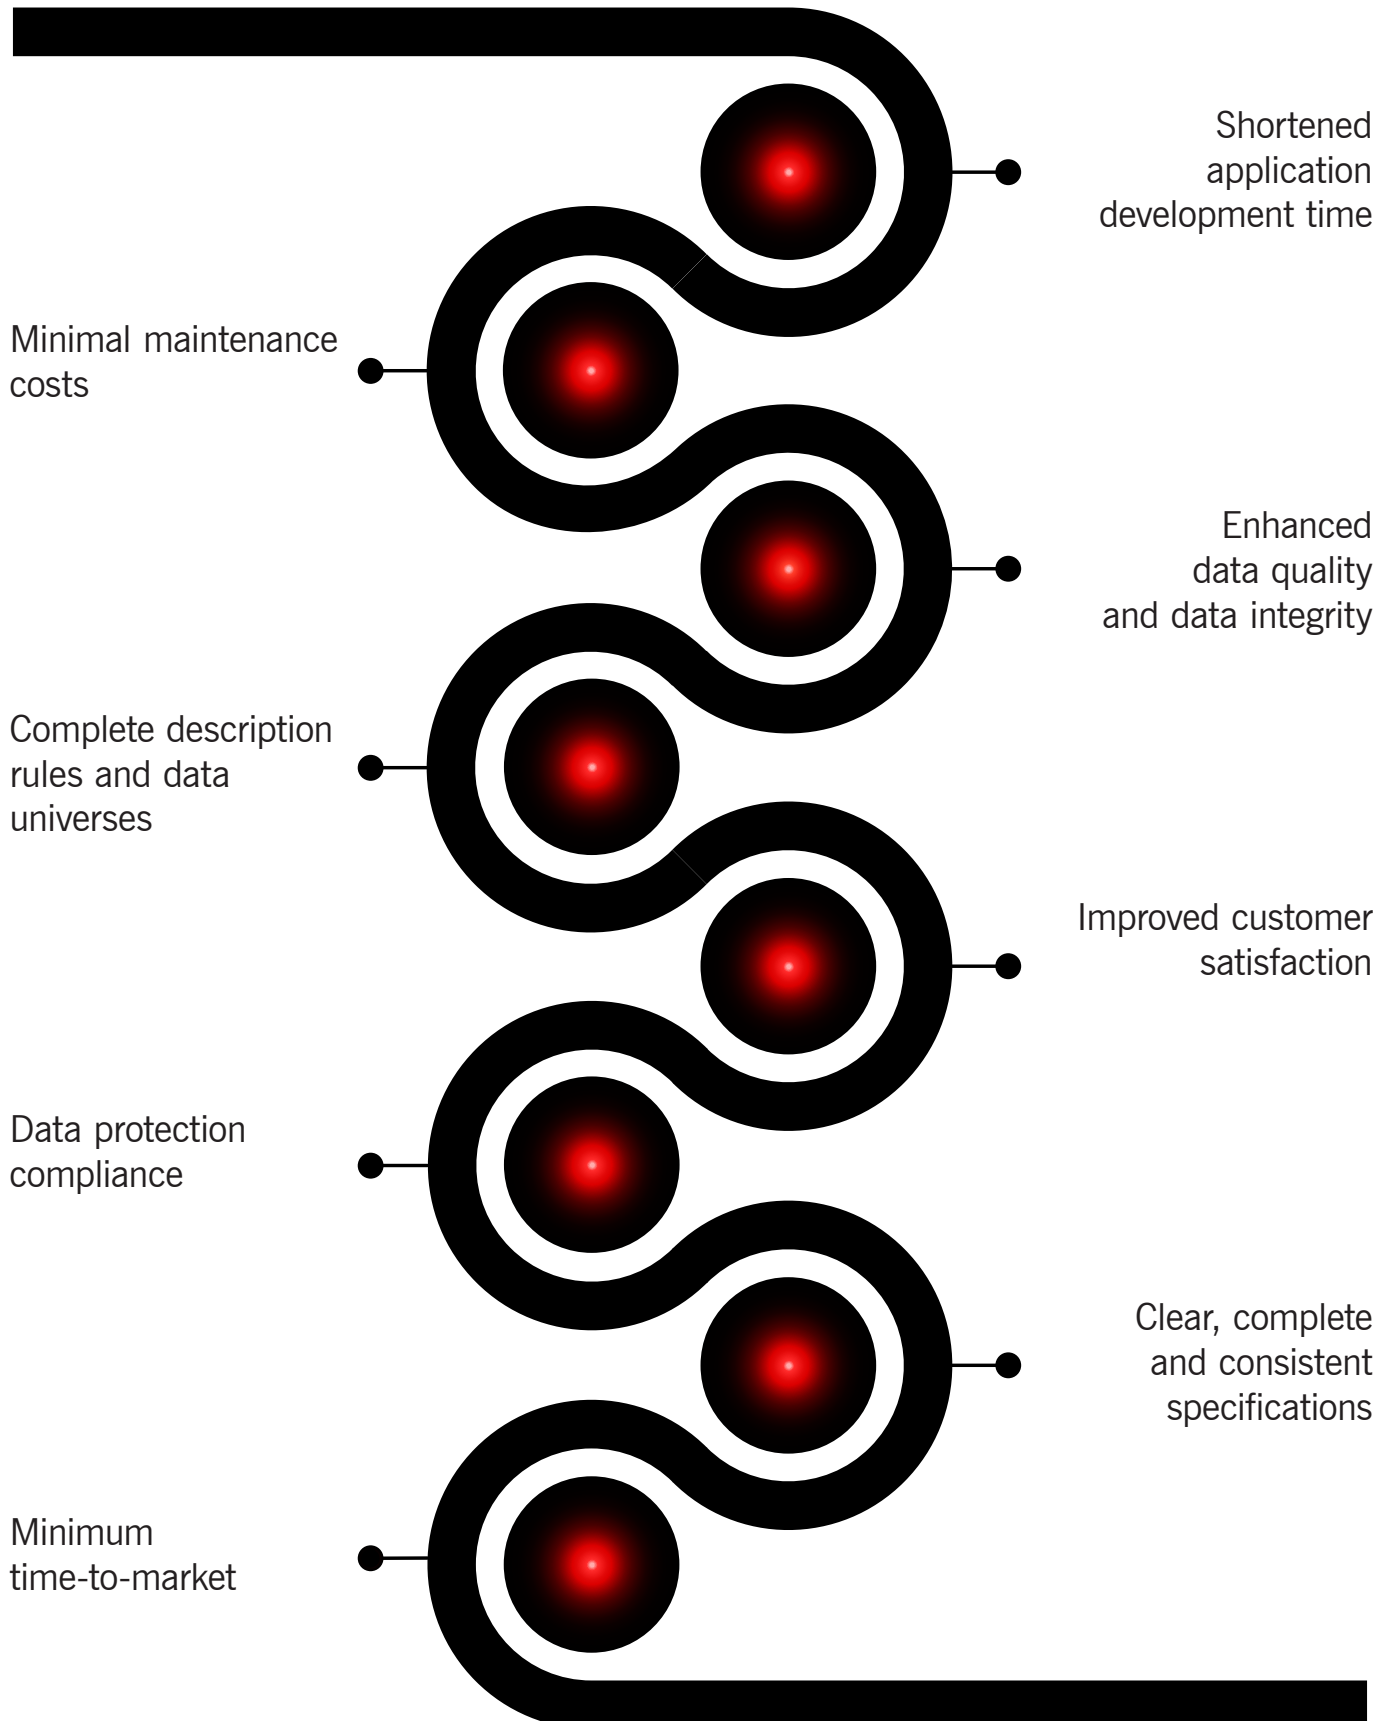 Shortened
application
development time
Minimal maintenance
costs
Enhanced
data quality
and data integrity
Complete description
rules and data
universes
Improved customer
satisfaction
Data protection
compliance
Clear, complete
and consistent
specifications
Minimum
time-to-market